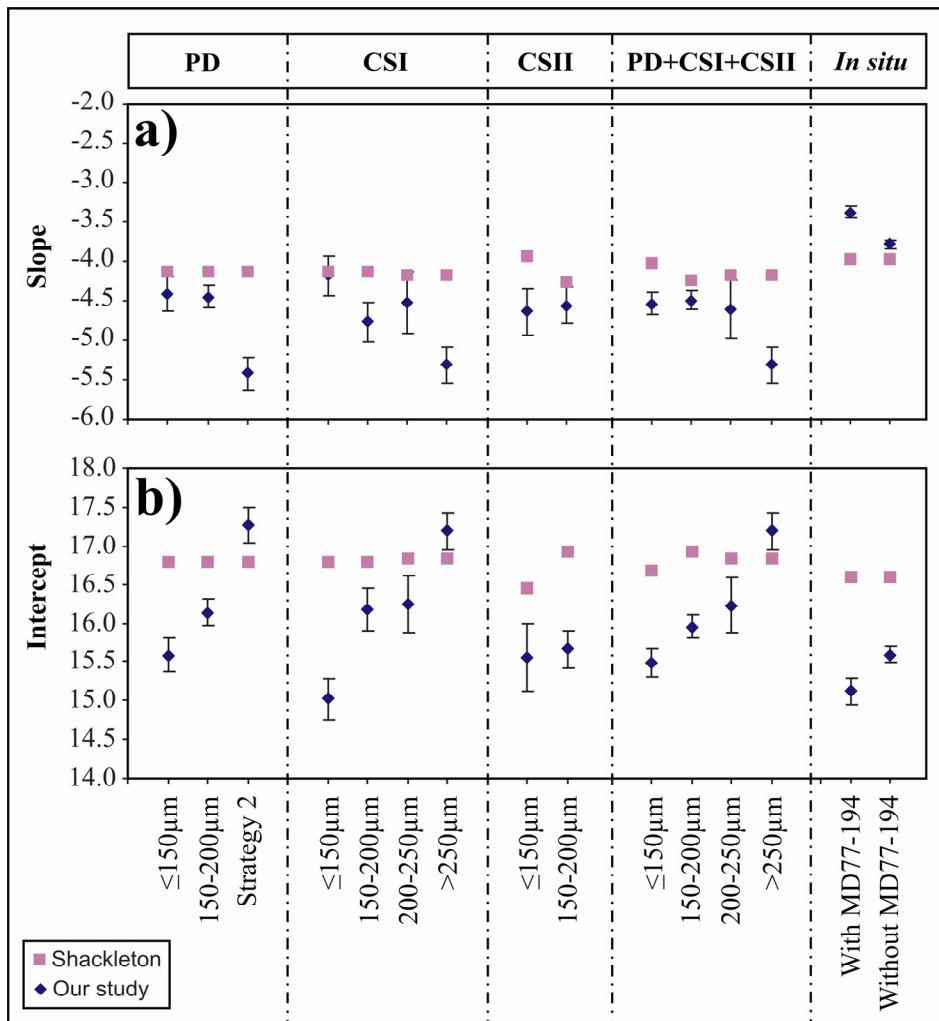 PD CSI CSII PD+CSI+CSII In situ
a)
Slope
-2.0
-2.5
-3.0
-3.5
-4.0
-4.5
-5.0
-5.5
-6.0
b)
Intercept
18.0
17.5
17.0
16.5
16.0
15.5
15.0
14.5
14.0
≤150µm
150-200µm
Strategy 2
≤150µm
150-200µm
200-250µm
>250µm
≤150µm
150-200µm
≤150µm
150-200µm
200-250µm
>250µm
With MD77-194
Without MD77-194
Shackleton
Our study